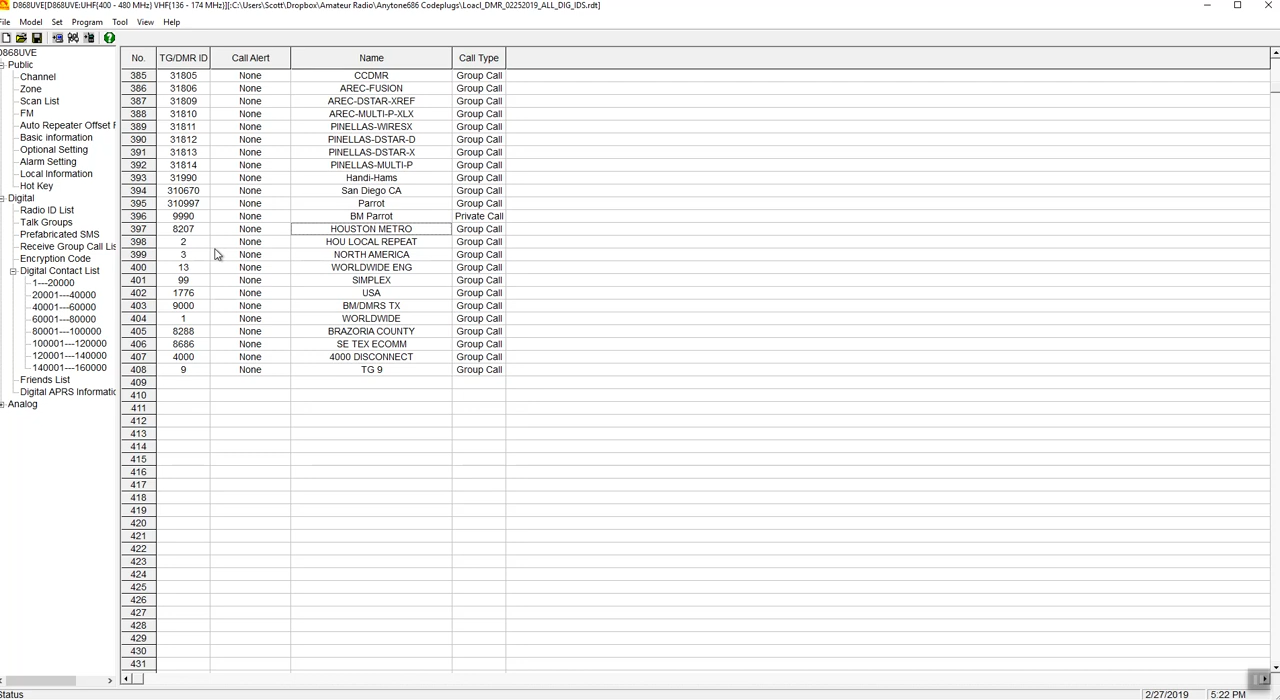 D868UVE[D868UVE:UHF(400 - 480 MHz) VHF(136 - 174 MHz)][:C:\Users\Scott\Dropbox\Amateur Radio\Anytone686 Codeplugs\Loacl_DMR_02252019_ALL_DIG_IDS.rdt]
File Model Set Program Tool View Help
D868UVE
Public
Channel
Zone
Scan List
FM
Auto Repeater Offset F
Basic information
Optional Setting
Alarm Setting
Local Information
Hot Key
Digital
Radio ID List
Talk Groups
Prefabricated SMS
Receive Group Call Lis
Encryption Code
Digital Contact List
1---20000
20001---40000
40001---60000
60001---80000
80001---100000
100001---120000
120001---140000
140001---160000
Friends List
Digital APRS Informatic
Analog
No. TG/DMR ID Call Alert Name Call Type
385 31805 None CCDMR Group Call
386 31806 None AREC-FUSION Group Call
387 31809 None AREC-DSTAR-XREF Group Call
388 31810 None AREC-MULTI-P-XLX Group Call
389 31811 None PINELLAS-WIRESX Group Call
390 31812 None PINELLAS-DSTAR-D Group Call
391 31813 None PINELLAS-DSTAR-X Group Call
392 31814 None PINELLAS-MULTI-P Group Call
393 31990 None Handi-Hams Group Call
394 310670 None San Diego CA Group Call
395 310997 None Parrot Group Call
396 9990 None BM Parrot Private Call
397 8207 None HOUSTON METRO Group Call
398 2 None HOU LOCAL REPEAT Group Call
399 3 None NORTH AMERICA Group Call
400 13 None WORLDWIDE ENG Group Call
401 99 None SIMPLEX Group Call
402 1776 None USA Group Call
403 9000 None BM/DMRS TX Group Call
404 1 None WORLDWIDE Group Call
405 8288 None BRAZORIA COUNTY Group Call
406 8686 None SE TEX ECOMM Group Call
407 4000 None 4000 DISCONNECT Group Call
408 9 None TG 9 Group Call
409
410
411
412
413
414
415
416
417
418
419
420
421
422
423
424
425
426
427
428
429
430
431
Status 2/27/2019 5:22 PM